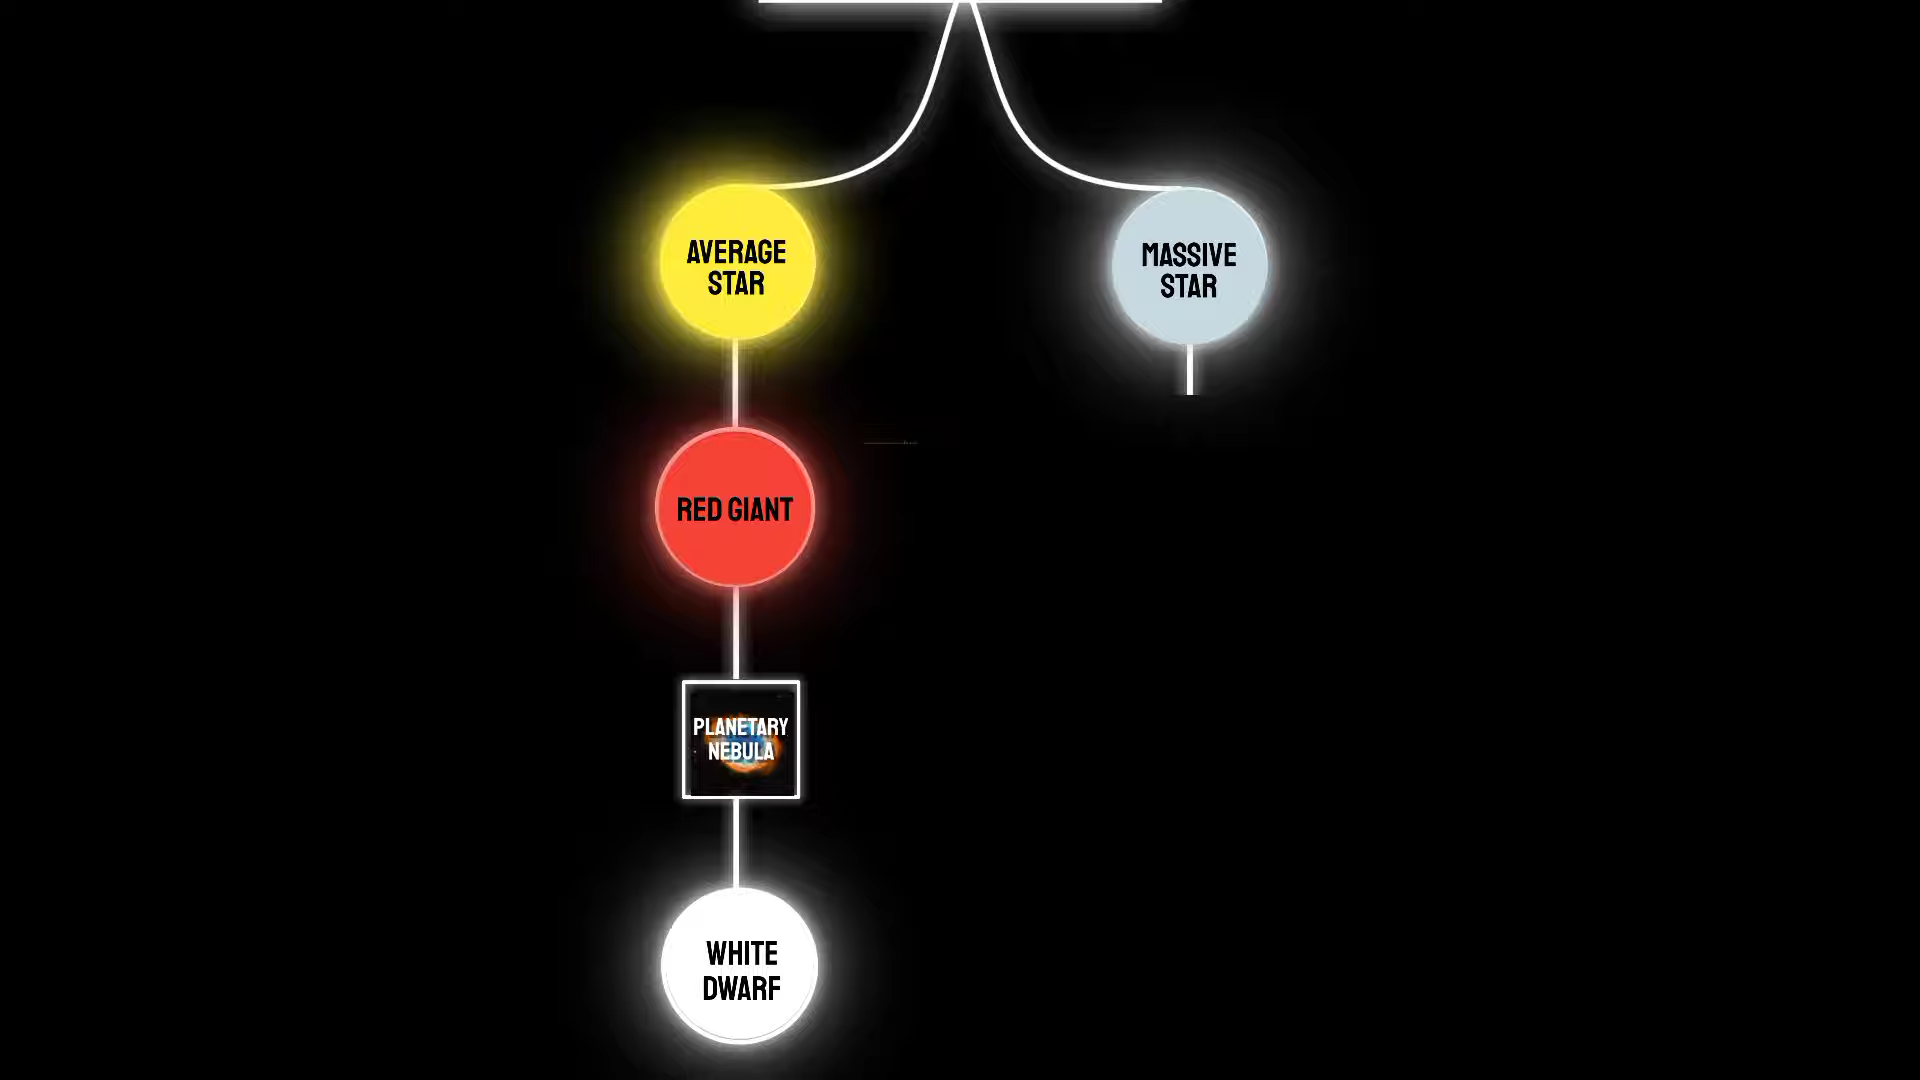 AVERAGE
STAR
MASSIVE
STAR
RED GIANT
PLANETARY
NEBULA
WHITE
DWARF